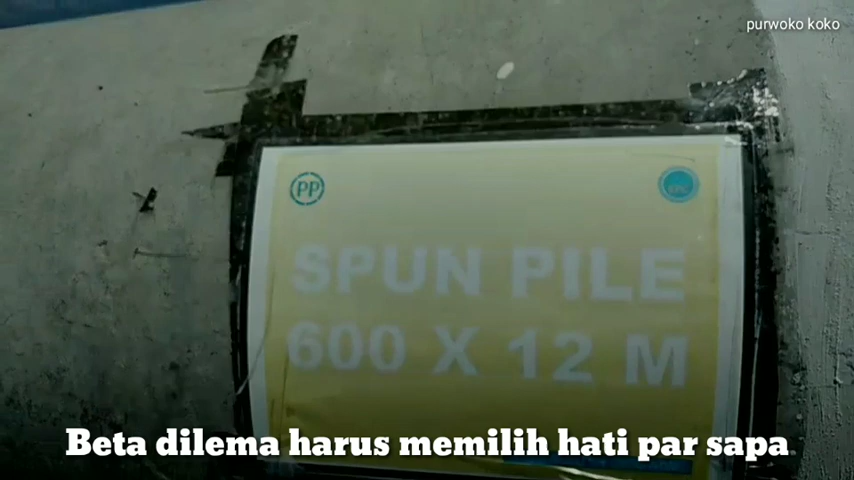 purwoko koko
PP
SPUN PILE
600 X 12 M
Beta dilema harus memilih hati par sapa